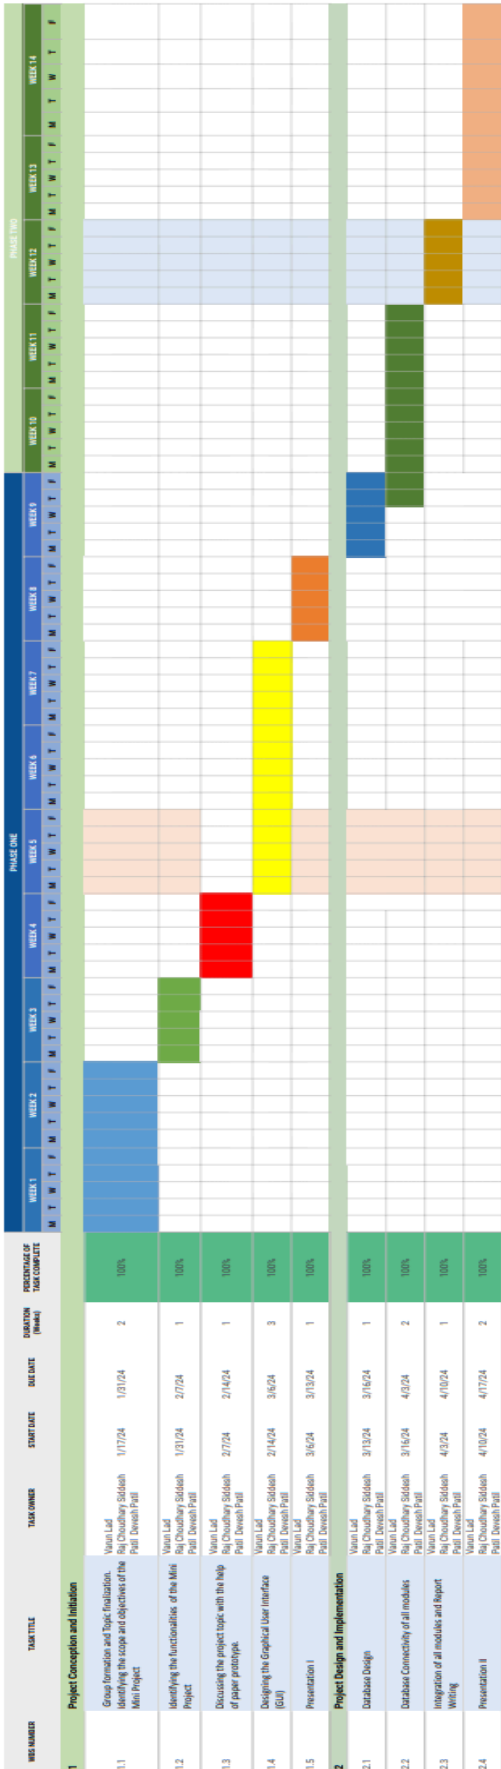 WBS NUMBER TASK TITLE TASK OWNER START DATE DUE DATE DURATION (Weeks) PERCENTAGE OF TASK COMPLETE
PHASE ONE PHASE TWO
WEEK 1 WEEK 2 WEEK 3 WEEK 4 WEEK 5 WEEK 6 WEEK 7 WEEK 8 WEEK 9 WEEK 10 WEEK 11 WEEK 12 WEEK 13 WEEK 14
M T W T F M T W T F M T W T F M T W T F M T W T F M T W T F M T W T F M T W T F M T W T F M T W T F M T W T F M T W T F M T W T F M T W T F
1 Project Conception and Initiation
1.1 Group formation and Topic finalization. Identifying the scope and objectives of the Mini Project Varun Lad Raj Choudhary Siddesh Patil Devesh Patil 1/17/24 1/31/24 2 100%
1.2 Identifying the functionalities of the Mini Project Varun Lad Raj Choudhary Siddesh Patil Devesh Patil 1/31/24 2/7/24 1 100%
1.3 Discussing the project topic with the help of paper prototype. Varun Lad Raj Choudhary Siddesh Patil Devesh Patil 2/7/24 2/14/24 1 100%
1.4 Designing the Graphical User Interface (GUI) Varun Lad Raj Choudhary Siddesh Patil Devesh Patil 2/14/24 3/6/24 3 100%
1.5 Presentation I Varun Lad Raj Choudhary Siddesh Patil Devesh Patil 3/6/24 3/13/24 1 100%
2 Project Design and Implementation
2.1 Database Design Varun Lad Raj Choudhary Siddesh Patil Devesh Patil 3/13/24 3/16/24 1 100%
2.2 Database Connectivity of all modules Varun Lad Raj Choudhary Siddesh Patil Devesh Patil 3/16/24 4/3/24 2 100%
2.3 Integration of all modules and Report Writing Varun Lad Raj Choudhary Siddesh Patil Devesh Patil 4/3/24 4/10/24 1 100%
2.4 Presentation II Varun Lad Raj Choudhary Siddesh Patil Devesh Patil 4/10/24 4/17/24 2 100%